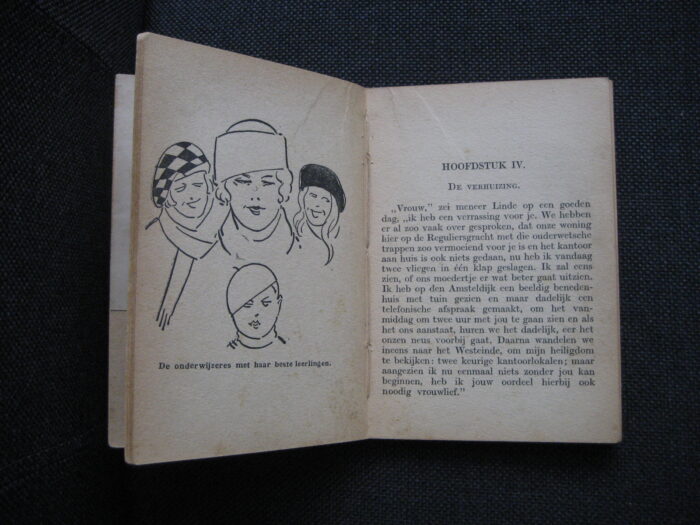 De onderwijzeres met haar beste leerlingen.
HOOFDSTUK IV.
DE VERHUIZING.
„Vrouw,” zei meneer Linde op een goeden
dag, „ik heb een verrassing voor je. We hebben
er al zoo vaak over gesproken, dat onze woning
hier op de Reguliersgracht met die ouderwetsche
trappen zoo vermoeiend voor je is en het kantoor
aan huis is ook niets gedaan, nu heb ik vandaag
twee vliegen in één klap geslagen. Ik zal eens
zien, of ons moedertje er wat beter gaat uitzien.
Ik heb op den Amsteldijk een beeldig beneden-
huis met tuin gezien en maar dadelijk een
telefonische afspraak gemaakt, om het van-
middag om twee uur met jou te gaan zien en als
het ons aanstaat, huren we het dadelijk, eer het
onzen neus voorbij gaat. Daarna wandelen we
ineens naar het Westeinde, om mijn heiligdom
te bekijken: twee keurige kantoorlokalen; maar
aangezien ik nu eenmaal niets zonder jou kan
beginnen, heb ik jouw oordeel hierbij ook
noodig vrouwlief.”